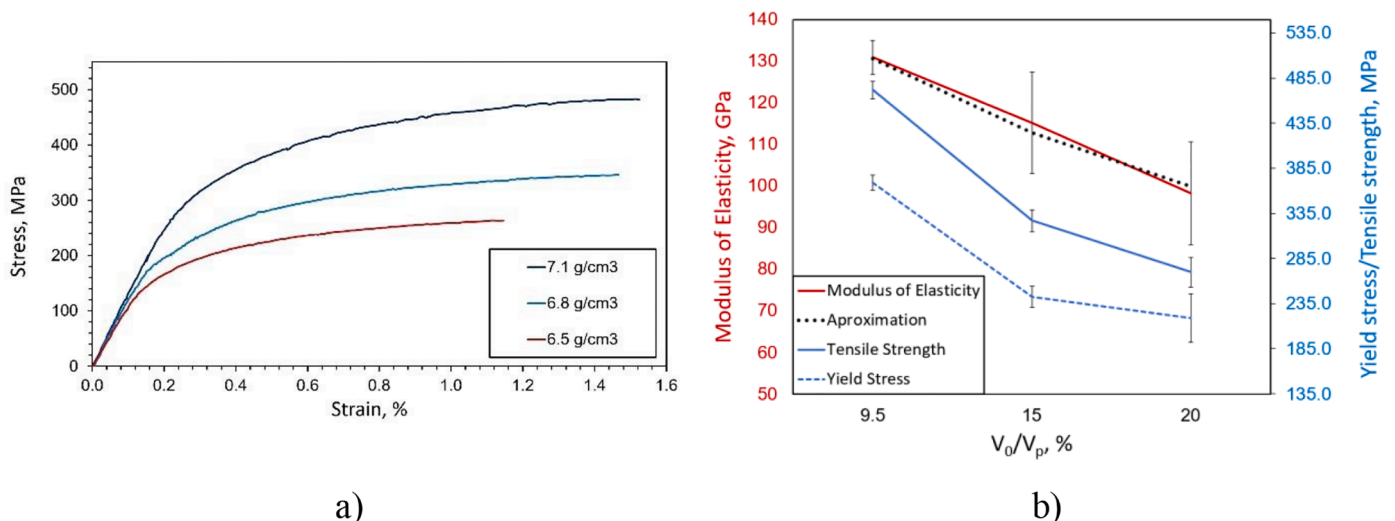 500
400
300
200
100
0
Stress, MPa
7.1 g/cm3
6.8 g/cm3
6.5 g/cm3
0.0 0.2 0.4 0.6 0.8 1.0 1.2 1.4 1.6
Strain, %
a)
Modulus of Elasticity, GPa
140
130
120
110
100
90
80
70
60
50
Modulus of Elasticity
Aproximation
Tensile Strength
Yield Stress
9.5 15 20
V₀/Vₚ, %
535.0
485.0
435.0
385.0
335.0
285.0
235.0
185.0
135.0
Yield stress/Tensile strength, MPa
b)